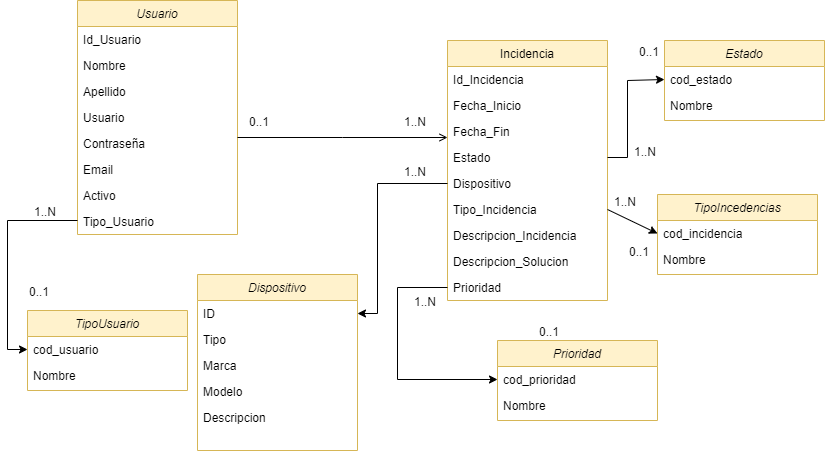 Usuario
Id_Usuario
Nombre
Apellido
Usuario
Contraseña
Email
Activo
Tipo_Usuario
0..1
1..N
Incidencia
Id_Incidencia
Fecha_Inicio
Fecha_Fin
Estado
Dispositivo
Tipo_Incidencia
Descripcion_Incidencia
Descripcion_Solucion
Prioridad
0..1
Estado
cod_estado
Nombre
1..N
1..N
TipoIncedencias
cod_incidencia
Nombre
0..1
1..N
1..N
0..1
TipoUsuario
cod_usuario
Nombre
Dispositivo
ID
Tipo
Marca
Modelo
Descripcion
1..N
0..1
Prioridad
cod_prioridad
Nombre